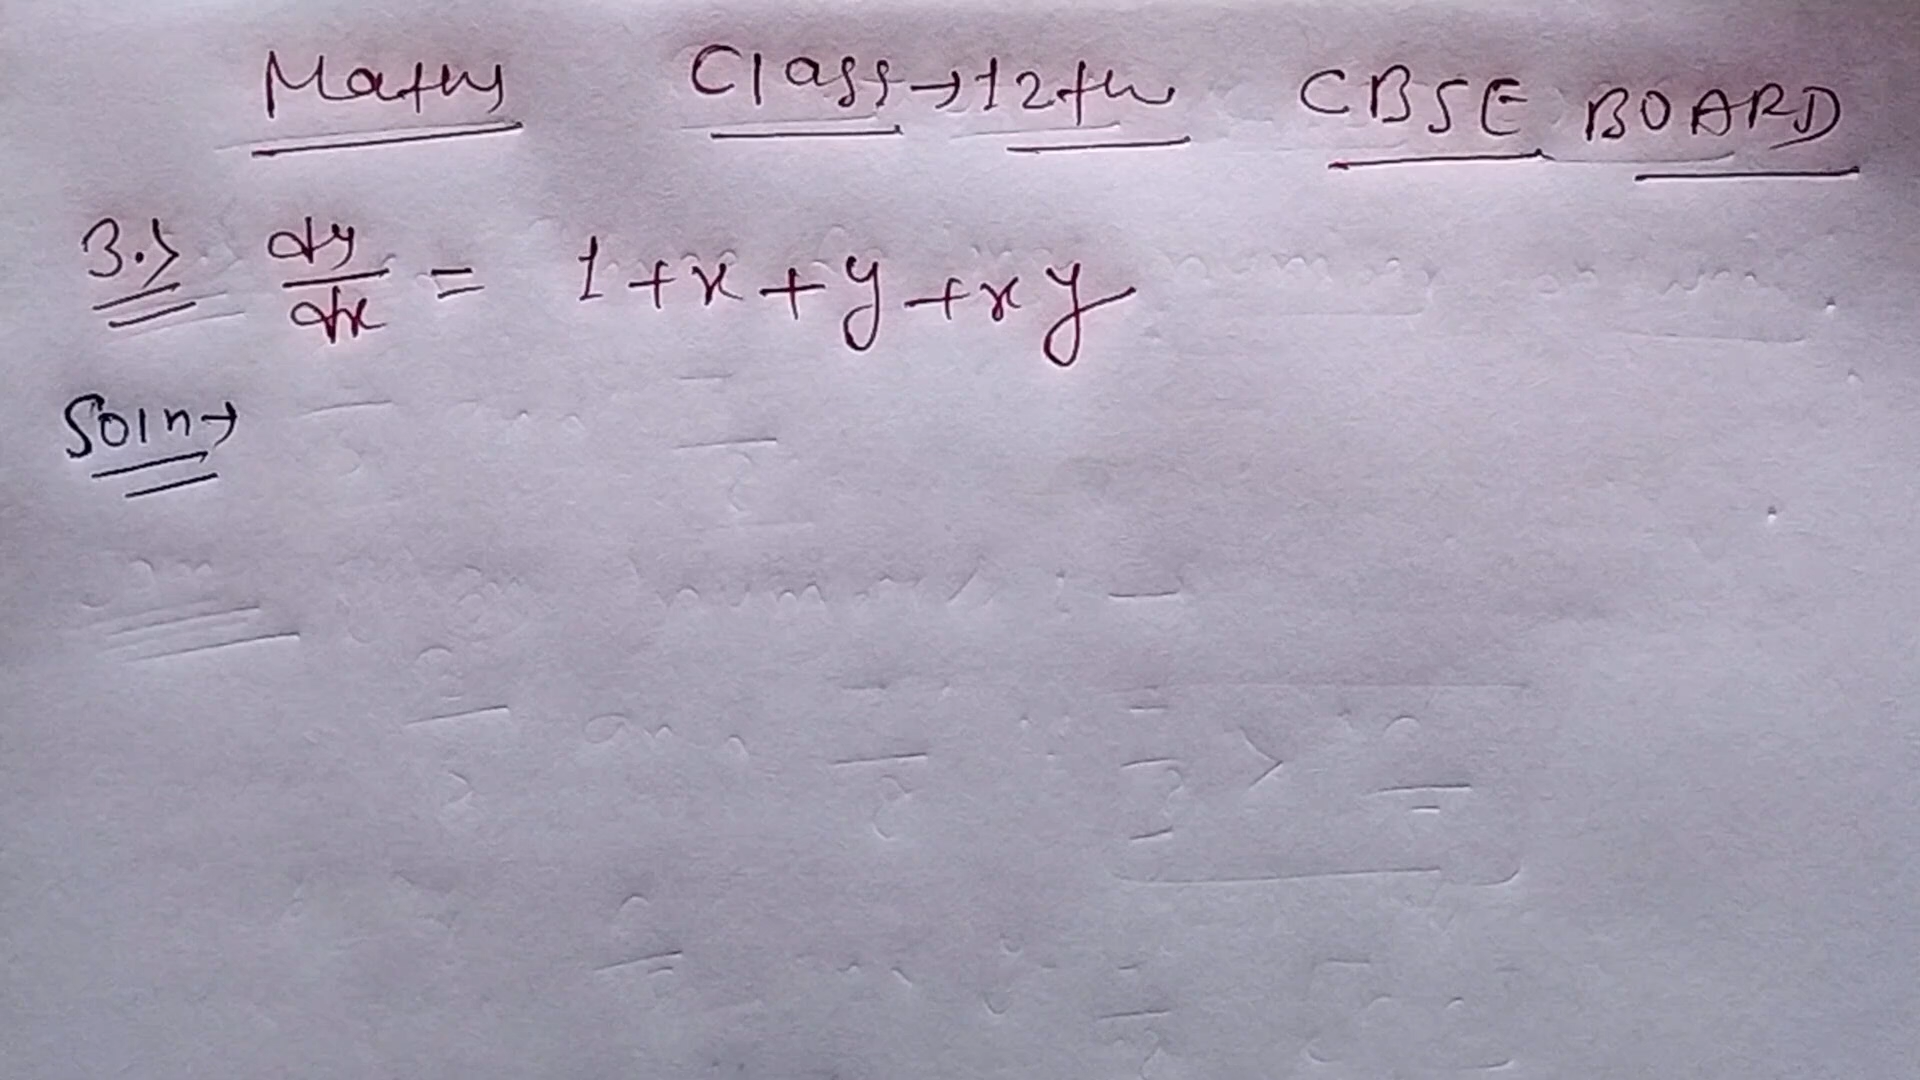 Maths Class→12th CBSE BOARD
3.> dy/dx = 1+x+y+xy
Soln→